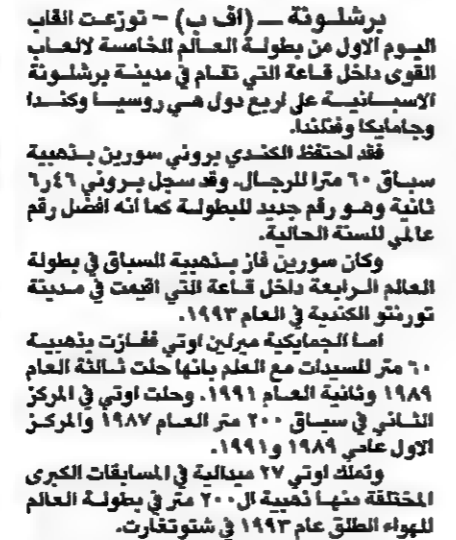 برشلونة ـ (اف ب) - توزعت القاب
اليوم الاول من بطولة العالم الخامسة لالعاب
القوى داخل قاعة التي تقام في مدينة برشلونة
الاسبانية على اربع دول هي روسيا وكندا
وجامايكا وفنلندا.
فقد احتفظ الكندي بروني سورين بذهبية
سباق ٦٠ مترا للرجال. وقد سجل بروني ٦٫٤٦
ثانية وهو رقم جديد للبطولة كما انه افضل رقم
عالمي للسنة الحالية.
وكان سورين فاز بذهبية السباق في بطولة
العالم الرابعة داخل قاعة التي اقيمت في مدينة
تورنتو الكندية في العام ١٩٩٣.
اما الجمايكية ميرلين اوتي ففازت بذهبية
٦٠ متر للسيدات مع العلم بانها حلت ثالثة العام
١٩٨٩ وثانية العام ١٩٩١. وحلت اوتي في المركز
الثاني في سباق ٢٠٠ متر العام ١٩٨٧ والمركز
الاول عامي ١٩٨٩ و١٩٩١.
وتملك اوتي ٢٧ ميدالية في المسابقات الكبرى
المختلفة منها ذهبية ال٢٠٠ متر في بطولة العالم
للهواء الطلق عام ١٩٩٣ في شتوتغارت.